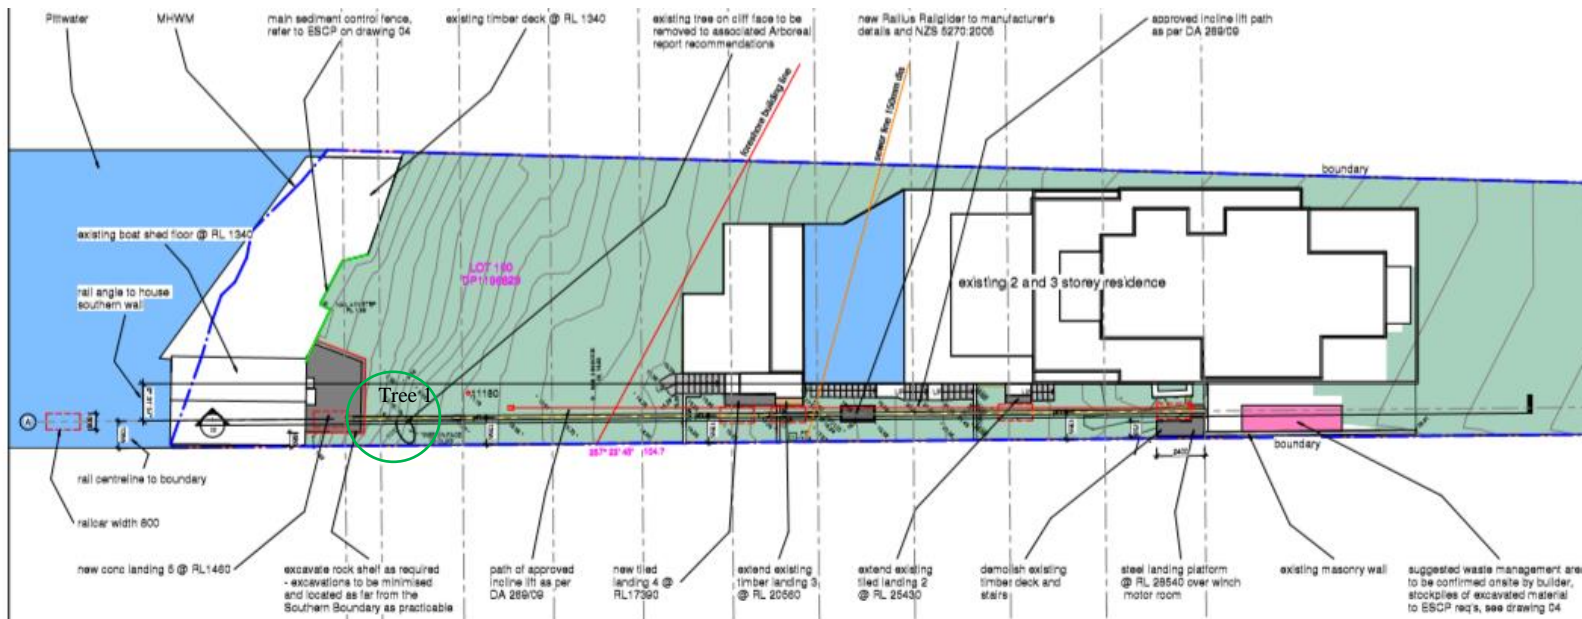 Pittwater
MHWM
main sediment control fence,
refer to ESCP on drawing 04
existing timber deck @ RL 1340
existing tree on cliff face to be
removed to associated Arboreal
report recommendations
new Railius Railglider to manufacturer's
details and NZS 5270:2005
approved incline lift path
as per DA 269/09
foreshore building line
sewer line 150mm dia
boundary
existing boat shed floor @ RL 1340
LOT 100
rail angle to house
southern wall
existing 2 and 3 storey residence
Tree 1
A
boundary
2400
rail centreline to boundary
railcar width 800
new conc landing 5 @ RL1460
excavate rock shelf as required
- excavations to be minimised
and located as far from the
Southern Boundary as practicable
path of approved
incline lift as per
DA 269/09
new tiled
landing 4 @
RL17390
extend existing
timber landing 3
@ RL 20560
extend existing
tiled landing 2
@ RL 25430
demolish existing
timber deck and
stairs
steel landing platform
@ RL 28540 over winch
motor room
existing masonry wall
suggested waste management area
to be confirmed onsite by builder,
stockpiles of excavated material
to ESCP req's, see drawing 04